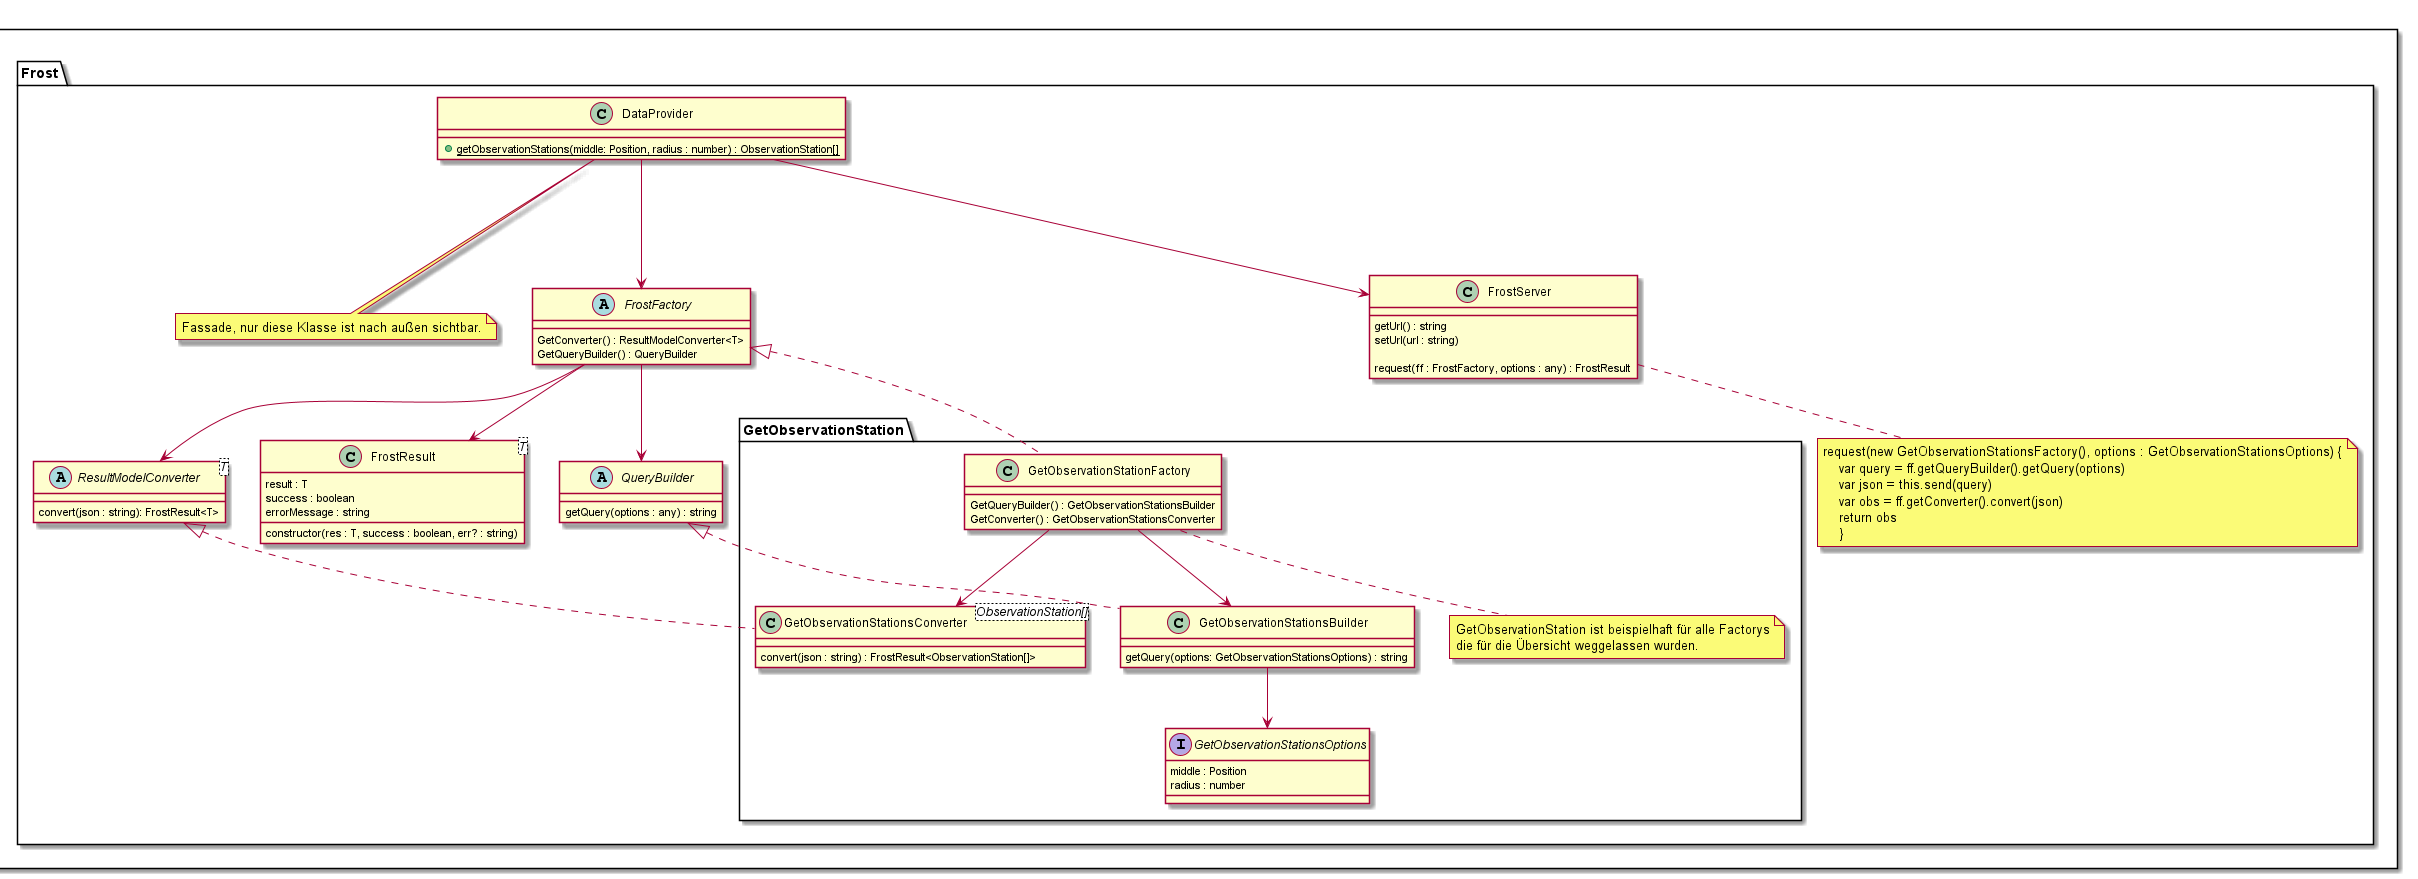 Frost
C DataProvider
getObservationStations(middle: Position, radius : number) : ObservationStation[]
Fassade, nur diese Klasse ist nach außen sichtbar.
A FrostFactory
GetConverter() : ResultModelConverter<T>
GetQueryBuilder() : QueryBuilder
C FrostServer
getUrl() : string
setUrl(url : string)
request(ff : FrostFactory, options : any) : FrostResult
A ResultModelConverter
convert(json : string): FrostResult<T>
C FrostResult
result : T
success : boolean
errorMessage : string
constructor(res : T, success : boolean, err? : string)
A QueryBuilder
getQuery(options : any) : string
GetObservationStation
C GetObservationStationFactory
GetQueryBuilder() : GetObservationStationsBuilder
GetConverter() : GetObservationStationsConverter
request(new GetObservationStationsFactory(), options : GetObservationStationsOptions) {
var query = ff.getQueryBuilder().getQuery(options)
var json = this.send(query)
var obs = ff.getConverter().convert(json)
return obs
}
C GetObservationStationsConverter
ObservationStation[]
convert(json : string) : FrostResult<ObservationStation[]>
C GetObservationStationsBuilder
getQuery(options: GetObservationStationsOptions) : string
GetObservationStation ist beispielhaft für alle Factorys
die für die Übersicht weggelassen wurden.
I GetObservationStationsOptions
middle : Position
radius : number